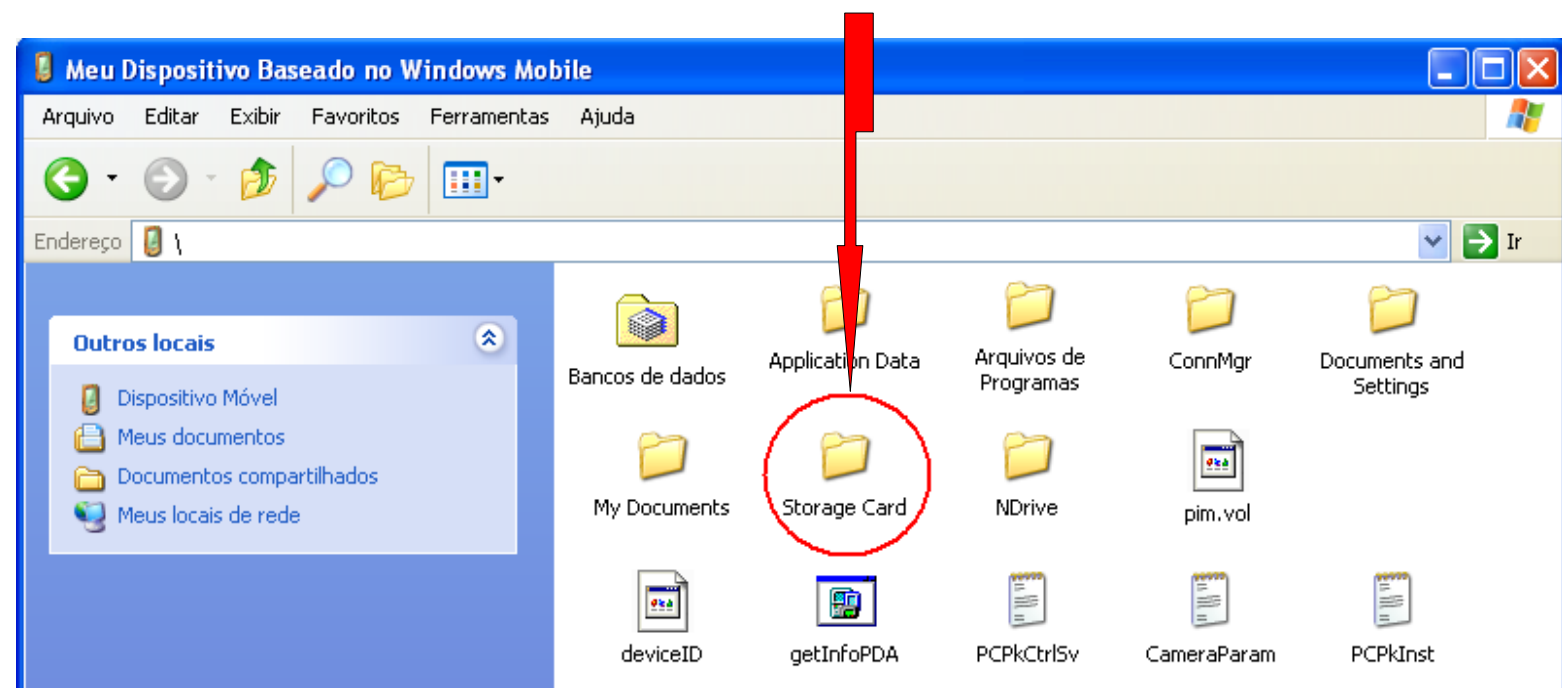 Meu Dispositivo Baseado no Windows Mobile
Arquivo Editar Exibir Favoritos Ferramentas Ajuda
Endereço \ Ir
Outros locais
Dispositivo Móvel
Meus documentos
Documentos compartilhados
Meus locais de rede
Bancos de dados
Application Data
Arquivos de
Programas
ConnMgr
Documents and
Settings
My Documents
Storage Card
NDrive
pim.vol
deviceID
getInfoPDA
PCPkCtrlSv
CameraParam
PCPkInst